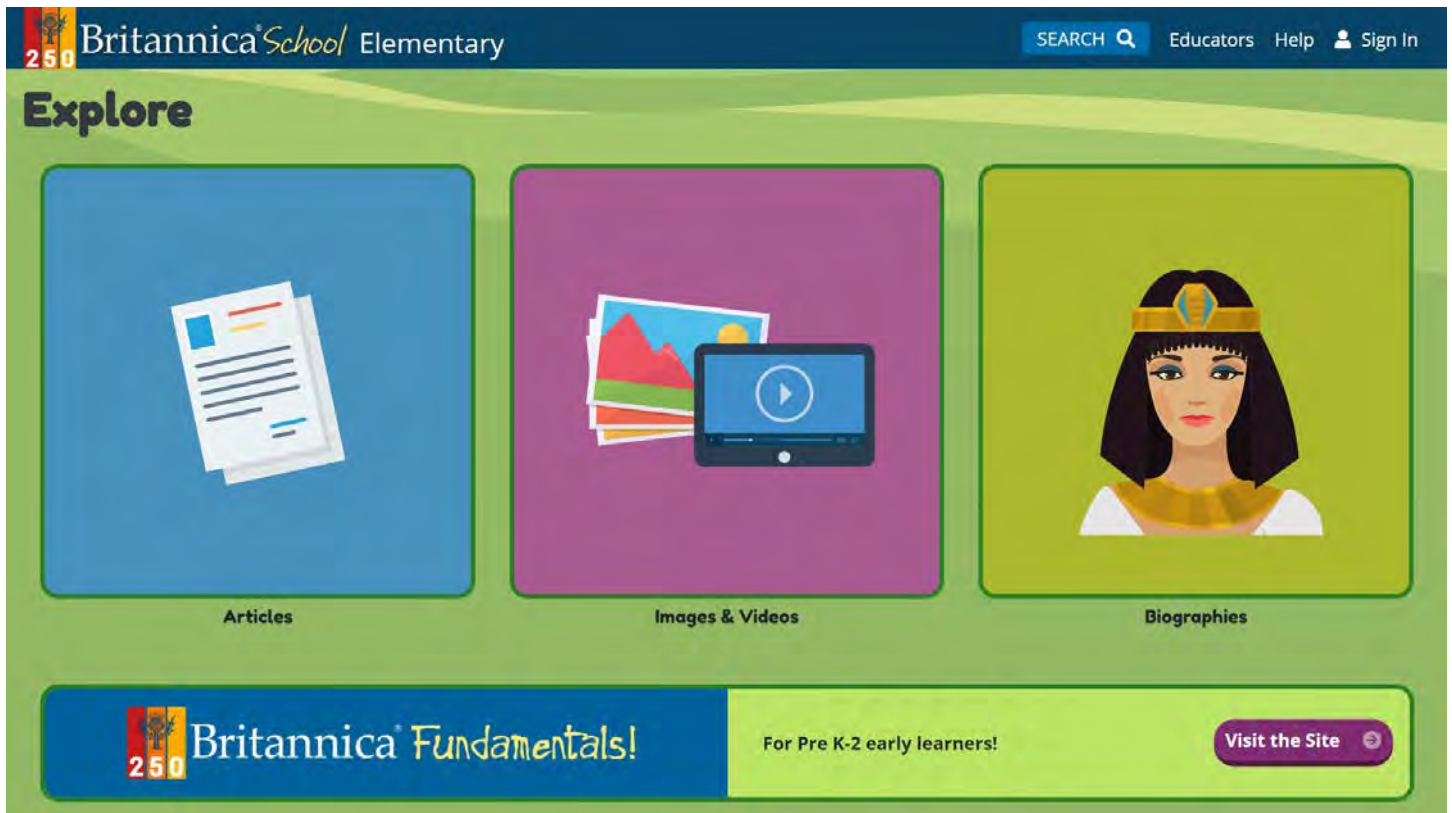 250 Britannica® School Elementary
SEARCH Educators Help Sign In
Explore
Articles
Images & Videos
Biographies
250 Britannica® Fundamentals!
For Pre K-2 early learners!
Visit the Site